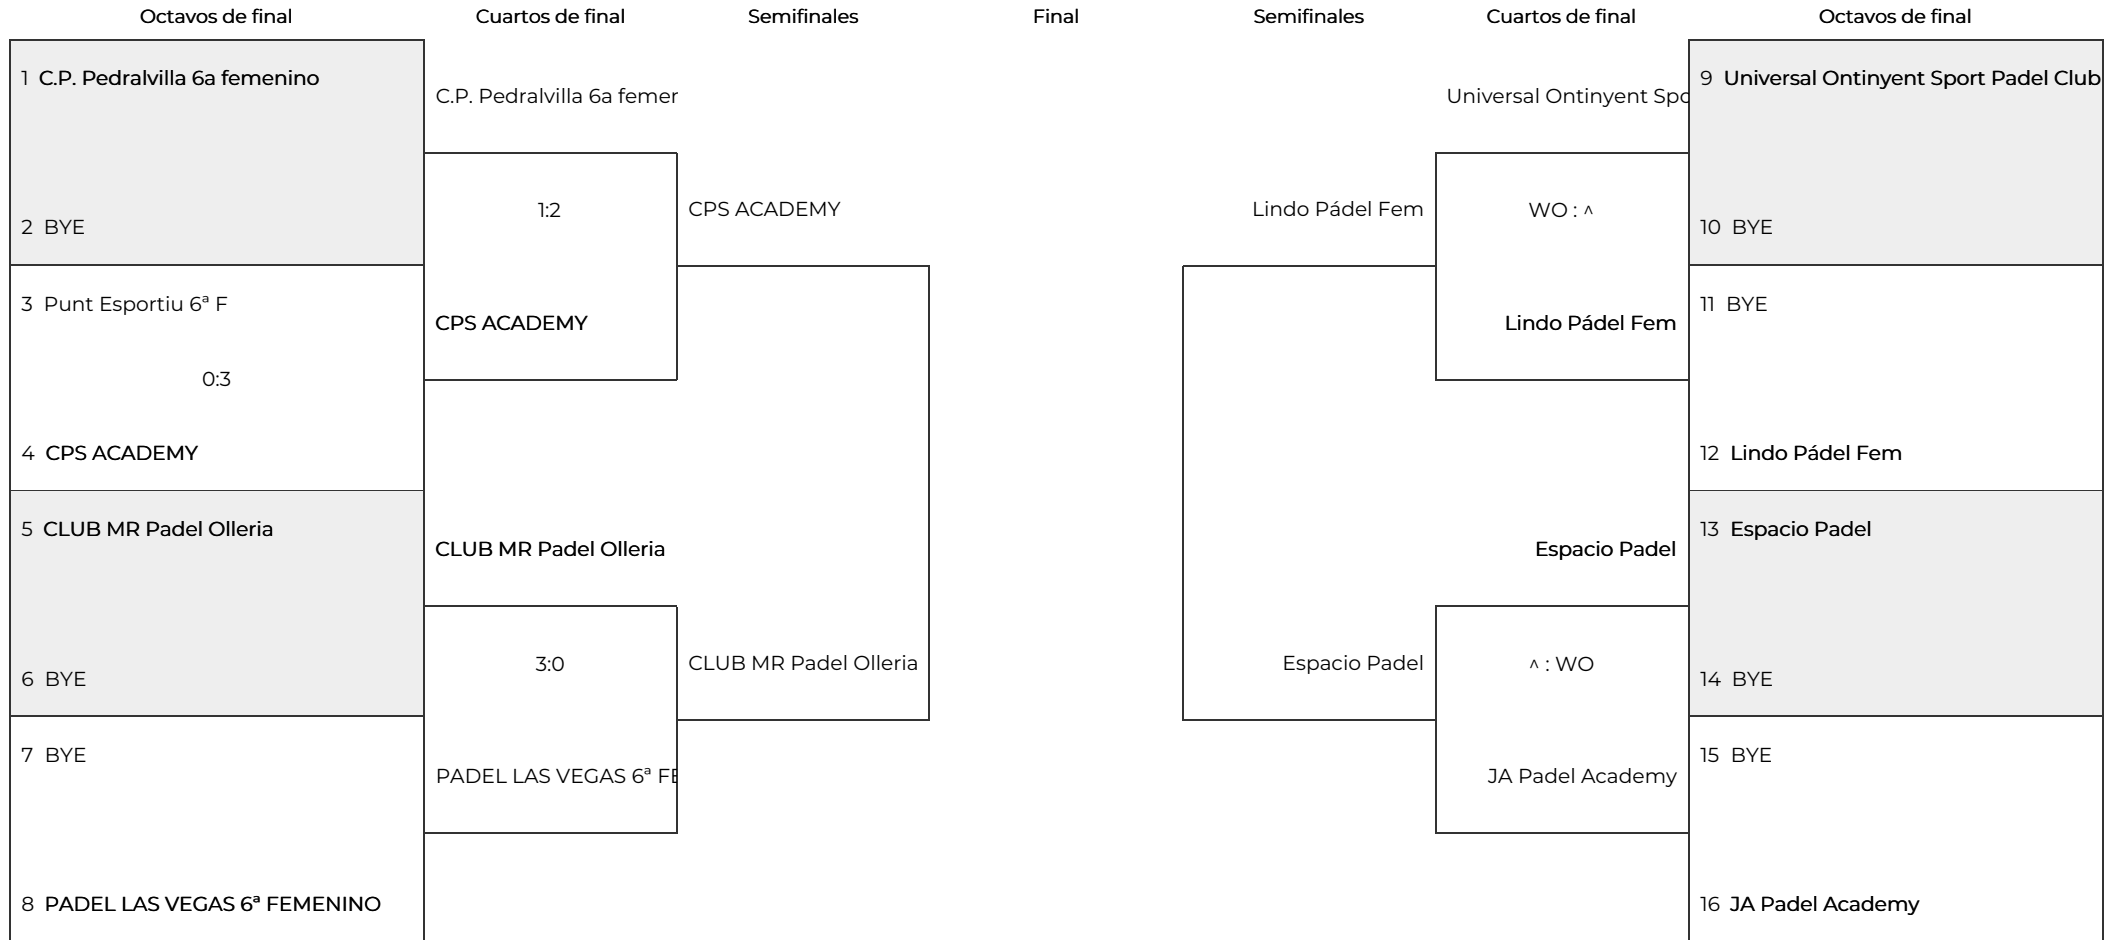 Octavos de final
Cuartos de final
Semifinales
Final
Semifinales
Cuartos de final
Octavos de final
1 C.P. Pedralvilla 6a femenino
2 BYE
3 Punt Esportiu 6ª F
0:3
4 CPS ACADEMY
5 CLUB MR Padel Olleria
6 BYE
7 BYE
8 PADEL LAS VEGAS 6ª FEMENINO
C.P. Pedralvilla 6a femer
1:2
CPS ACADEMY
CLUB MR Padel Olleria
3:0
PADEL LAS VEGAS 6ª FE
CPS ACADEMY
CLUB MR Padel Olleria
Lindo Pádel Fem
Espacio Padel
Universal Ontinyent Spo
WO : ^
Lindo Pádel Fem
Espacio Padel
^ : WO
JA Padel Academy
9 Universal Ontinyent Sport Padel Club
10 BYE
11 BYE
12 Lindo Pádel Fem
13 Espacio Padel
14 BYE
15 BYE
16 JA Padel Academy